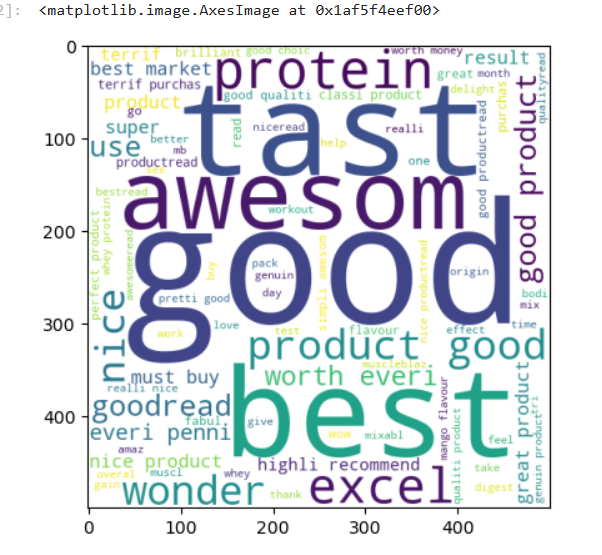 2]: <matplotlib.image.AxesImage at 0x1af5f4eef00>
0
100
200
300
400
0 100 200 300 400
terrif
brilliant
good choic
worth money
best market
protein
great
month
result
terrif purchas
delight
product
good qualiti
classi product
purchas
qualityread
go
super
better
read
niceread
help
realli
use
mb
productread
see
tast
one
good productread
good product
bestread
awesom
workout
perfect product
whey protein
awesomeread
good
buy
pack
genuin
day
simpli awesom
nice productread
origin
bodi
mix
pretti good
nice
work
love
test
flavour
effect
time
product good
muscleblaz
must buy
worth everi
realli nice
goodread
best
great product
tri
fabul
give
everi penni
wow
mixabl
mango flavour
feel
amaz
nice product
highli recommend
qualiti product
take
genuin product
overal
muscl
whey
gain
wonder
thank
excel
digest